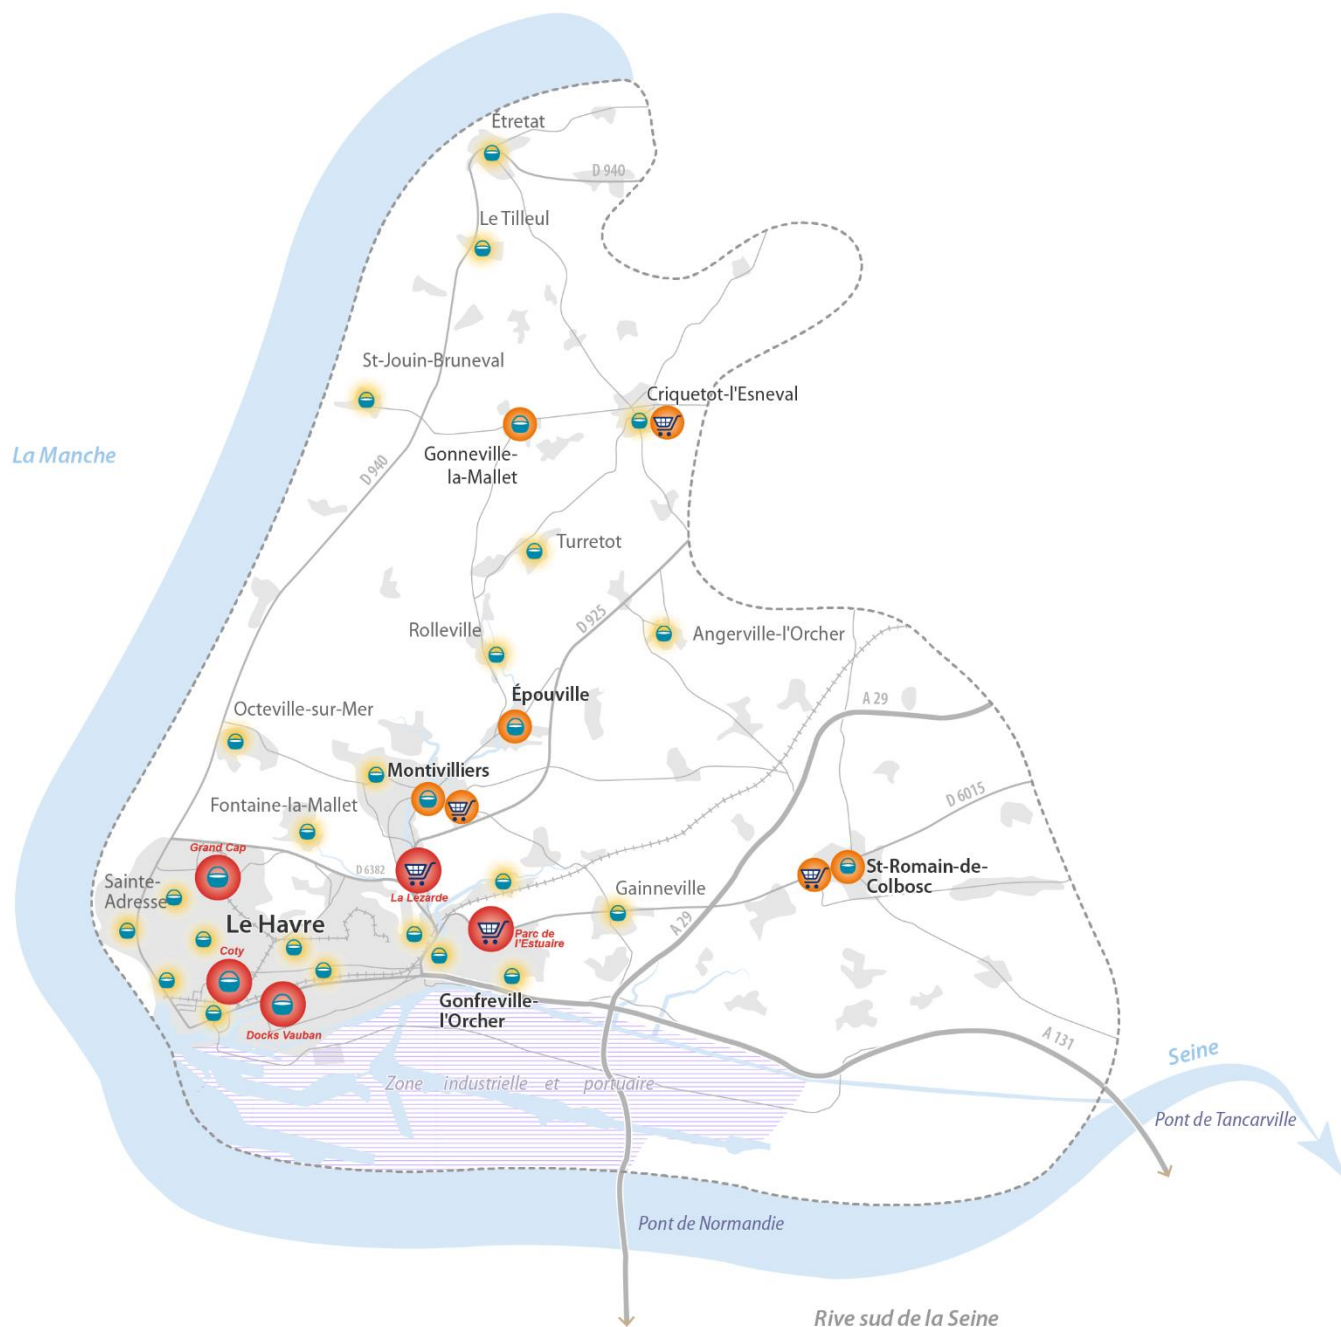 Étretat
D 940
Le Tilleul
St-Jouin-Bruneval
Criquetot-l'Esneval
La Manche
Gonneville-
la-Mallet
D 940
Turretot
D 925
Rolleville
Angerville-l'Orcher
Épouville
A 29
Octeville-sur-Mer
Montivilliers
D 6015
Fontaine-la-Mallet
Grand Cap
D 6382
La Lezarde
St-Romain-de-
Colbosc
Sainte-
Adresse
Gainneville
Le Havre
Parc de
l'Estuaire
A 29
Coty
Gonfreville-
l'Orcher
Docks Vauban
A 131
Seine
Zone industrielle et portuaire
Pont de Tancarville
Pont de Normandie
Rive sud de la Seine